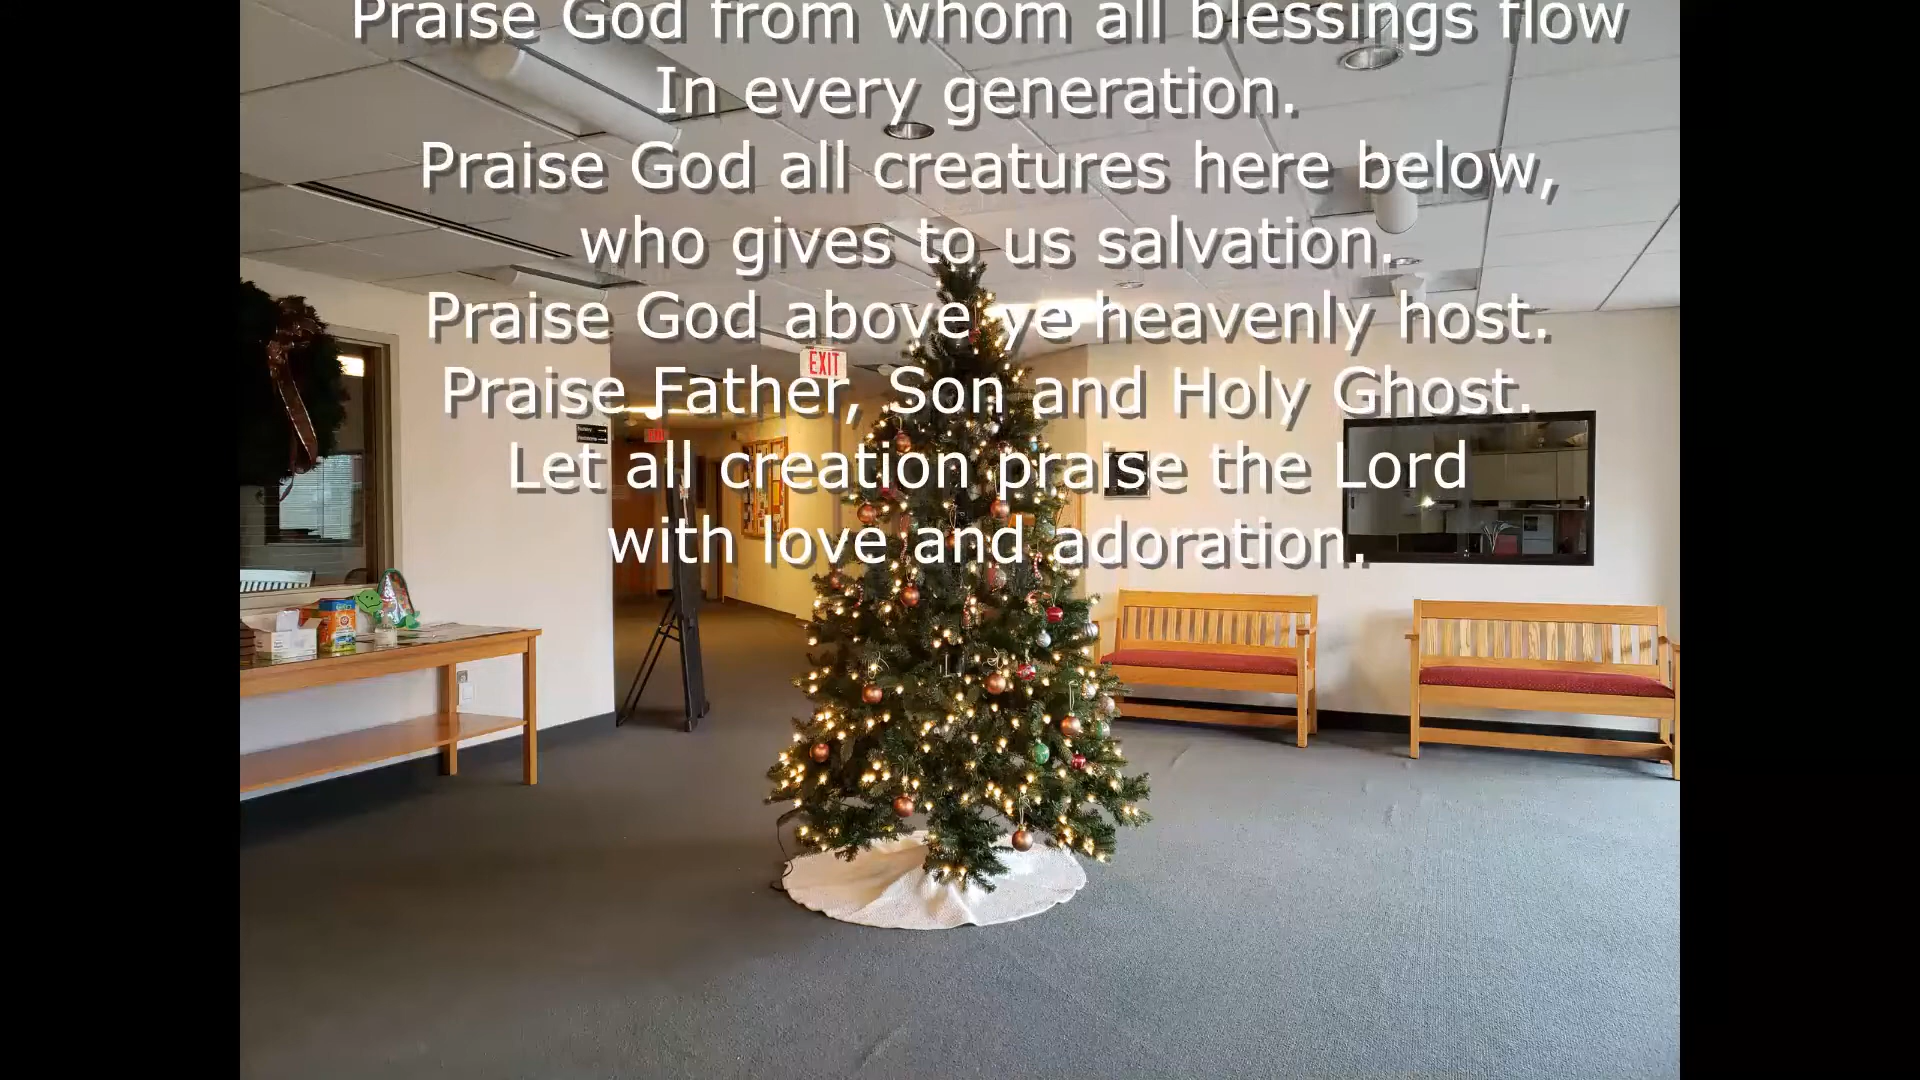 Praise God from whom all blessings flow
In every generation.
Praise God all creatures here below,
who gives to us salvation.
Praise God above ye heavenly host.
EXIT
Praise Father, Son and Holy Ghost.
Let all creation praise the Lord
with love and adoration.